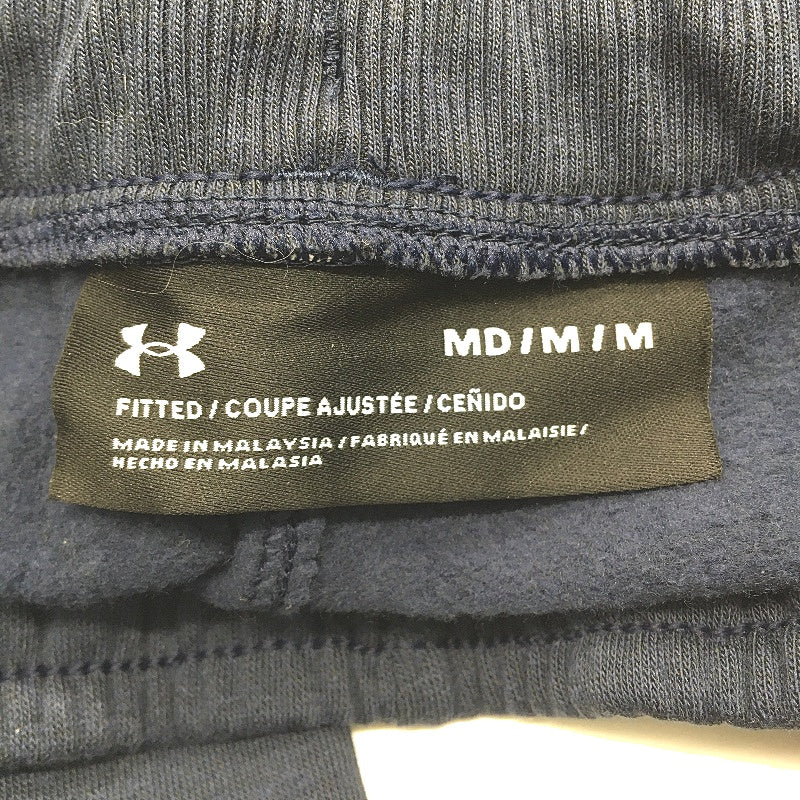 MD / M / M
FITTED / COUPE AJUSTÉE / CEÑIDO
MADE IN MALAYSIA / FABRIQUÉ EN MALAISIE /
HECHO EN MALASIA